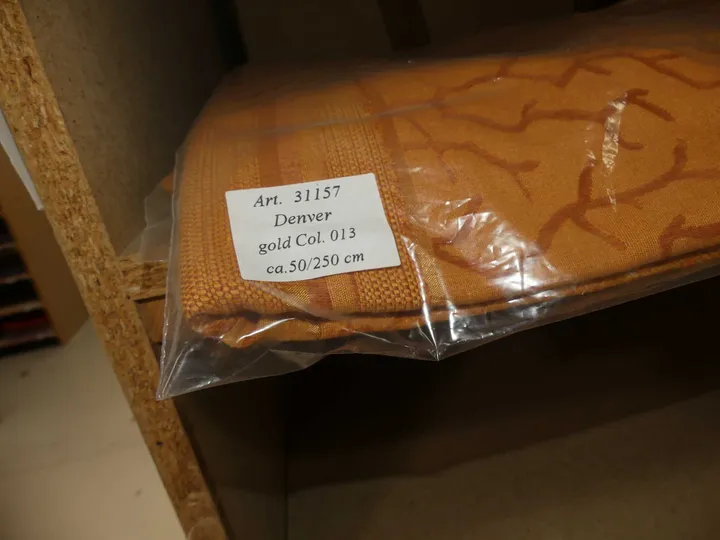 Art. 31157
Denver
gold Col. 013
ca.50/250 cm